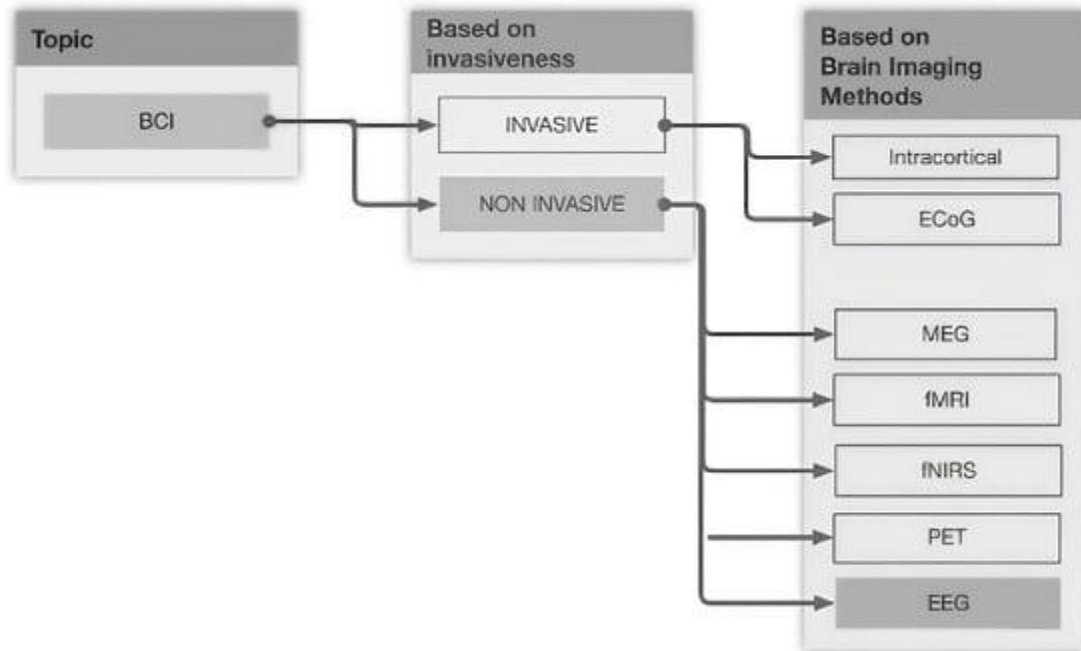 Topic
BCI
Based on
invasiveness
INVASIVE
NON INVASIVE
Based on
Brain Imaging
Methods
Intracortical
ECoG
MEG
fMRI
fNIRS
PET
EEG